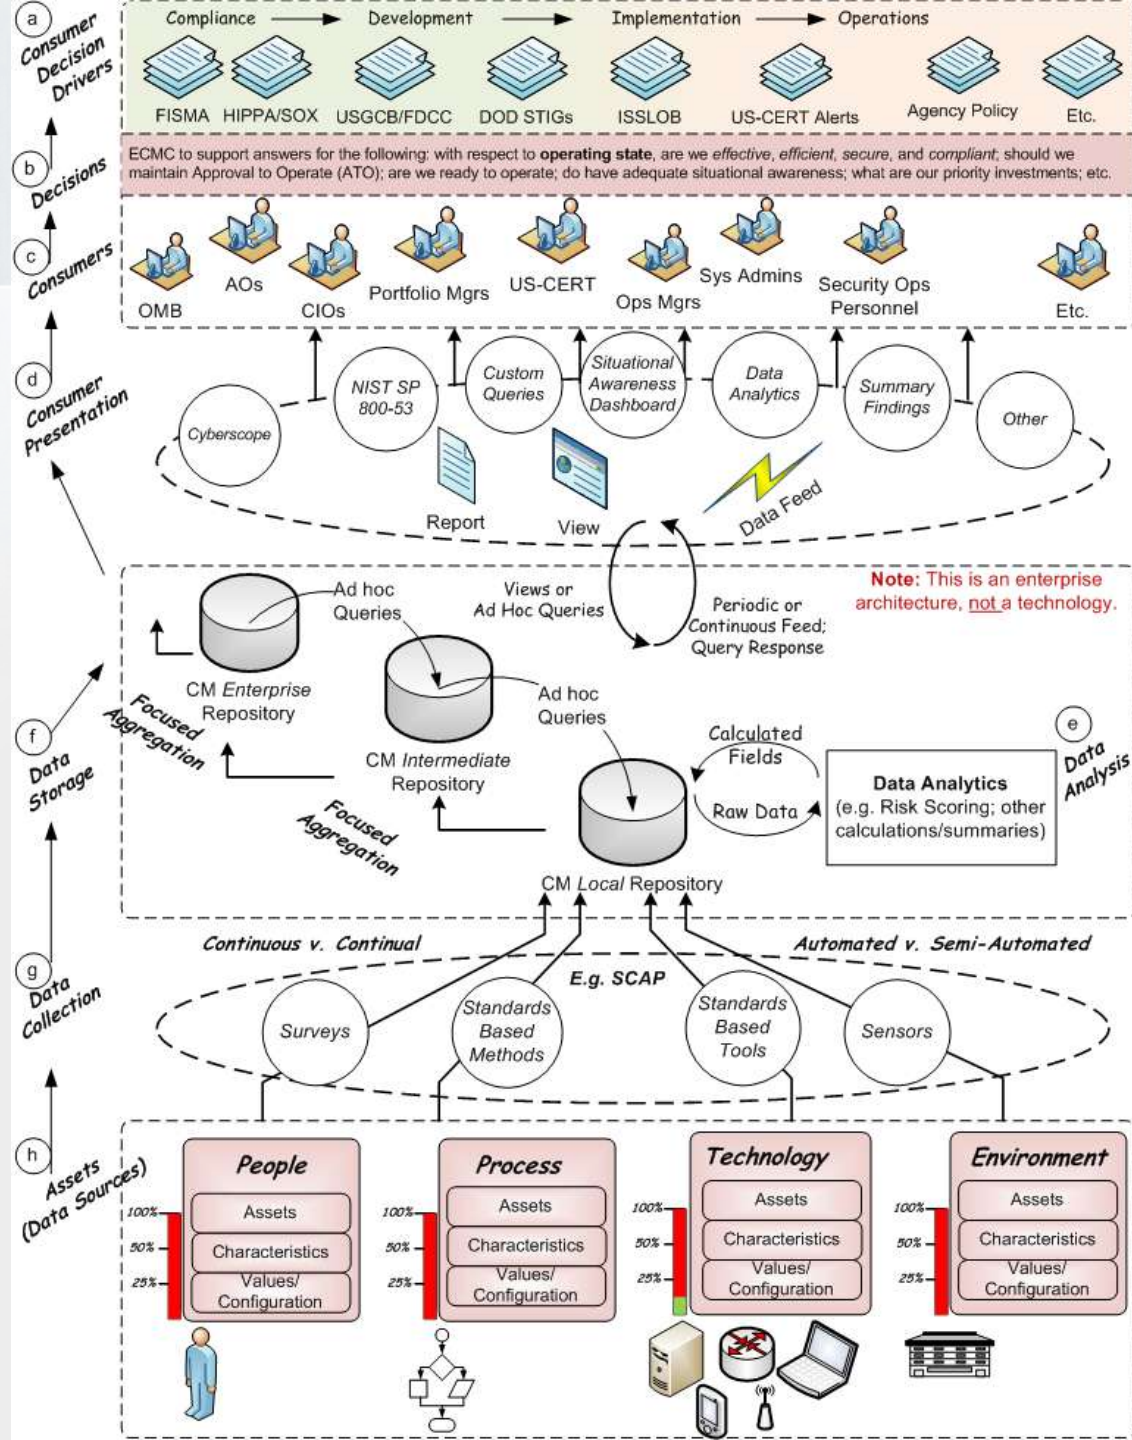 a
Consumer
Decision
Drivers
Compliance
Development
Implementation
Operations
FISMA
HIPPA/SOX
USGCB/FDCC
DOD STIGs
ISSLOB
US-CERT Alerts
Agency Policy
Etc.
b
Decisions
ECMC to support answers for the following: with respect to operating state, are we effective, efficient, secure, and compliant; should we
maintain Approval to Operate (ATO); are we ready to operate; do have adequate situational awareness; what are our priority investments; etc.
c
Consumers
OMB
AOs
CIOs
Portfolio Mgrs
US-CERT
Ops Mgrs
Sys Admins
Security Ops
Personnel
Etc.
d
Consumer
Presentation
Cyberscope
NIST SP
800-53
Custom
Queries
Situational
Awareness
Dashboard
Data
Analytics
Summary
Findings
Other
Report
View
Data Feed
Views or
Ad Hoc Queries
Periodic or
Continuous Feed;
Query Response
Note: This is an enterprise
architecture, not a technology.
Ad hoc
Queries
CM Enterprise
Repository
Focused
Aggregation
f
Data
Storage
CM Intermediate
Repository
Ad hoc
Queries
Focused
Aggregation
Calculated
Fields
Raw Data
e
Data
Analysis
Data Analytics
(e.g. Risk Scoring; other
calculations/summaries)
CM Local Repository
g
Data
Collection
Continuous v. Continual
Automated v. Semi-Automated
E.g. SCAP
Surveys
Standards
Based
Methods
Standards
Based
Tools
Sensors
h
Assets
(Data Sources)
People
Assets
Characteristics
Values/
Configuration
100%
50%
25%
Process
Assets
Characteristics
Values/
Configuration
100%
50%
25%
Technology
Assets
Characteristics
Values/
Configuration
100%
50%
25%
Environment
Assets
Characteristics
Values/
Configuration
100%
50%
25%